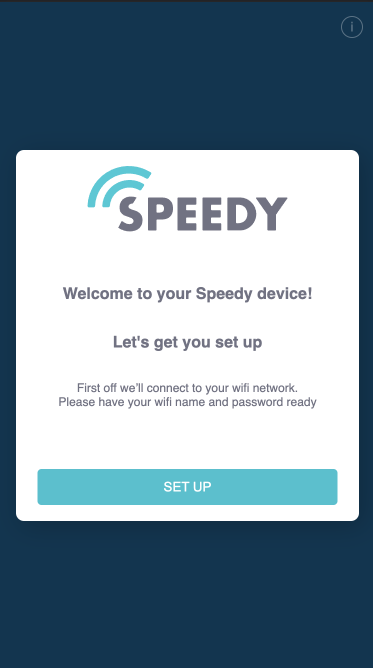 i
SPEEDY
Welcome to your Speedy device!
Let's get you set up
First off we'll connect to your wifi network.
Please have your wifi name and password ready
SET UP